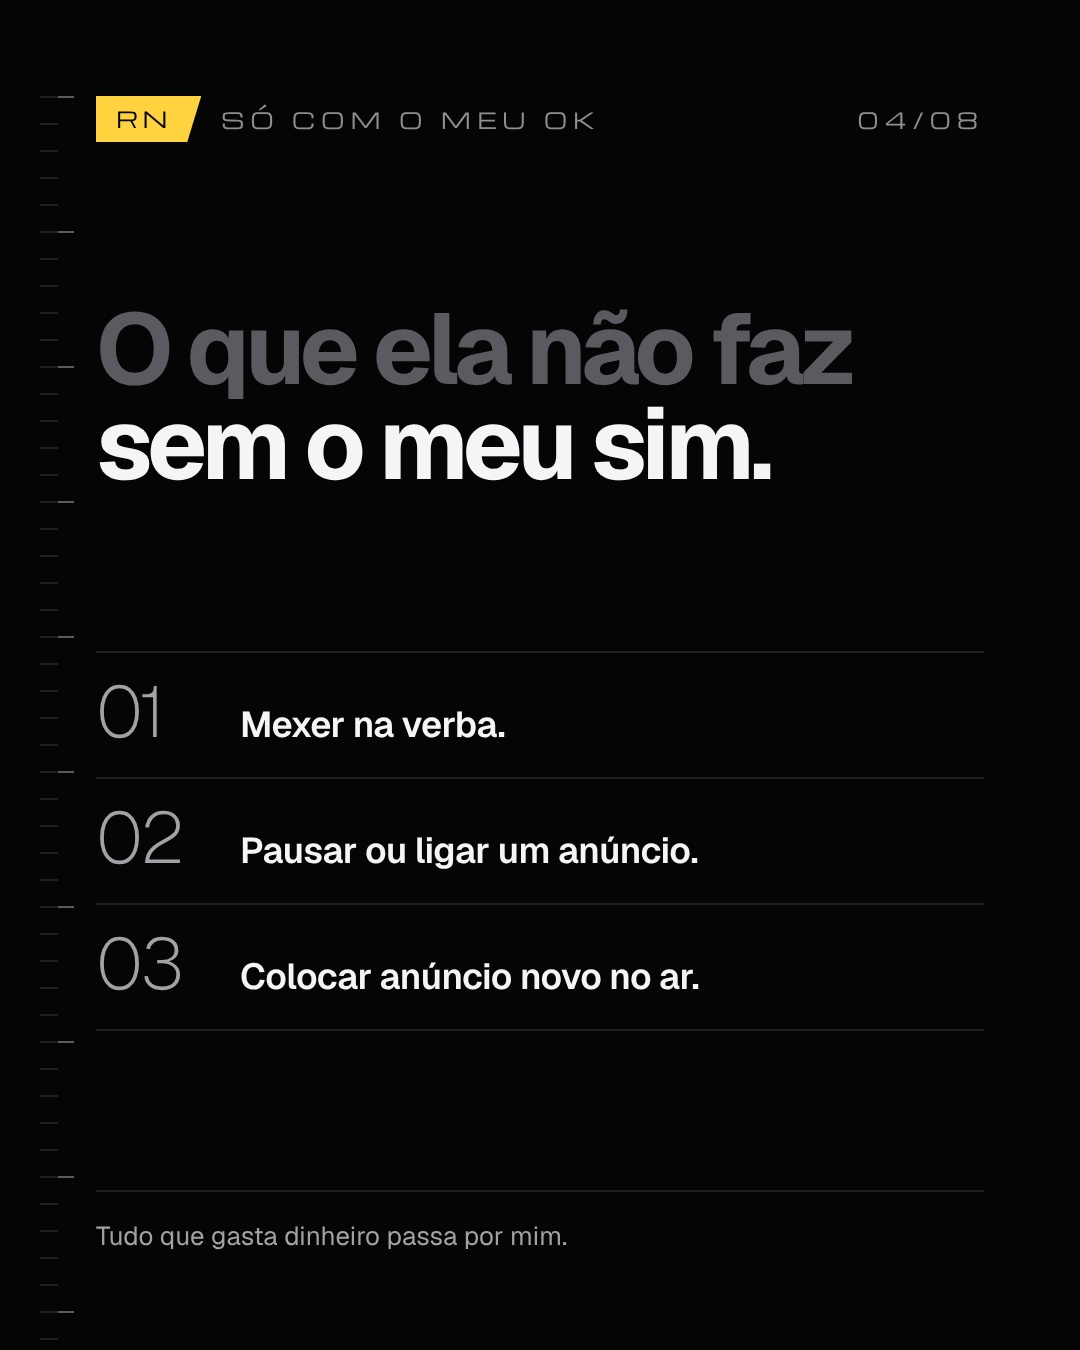 RN SÓ COM O MEU OK 04/08
O que ela não faz
sem o meu sim.
01 Mexer na verba.
02 Pausar ou ligar um anúncio.
03 Colocar anúncio novo no ar.
Tudo que gasta dinheiro passa por mim.